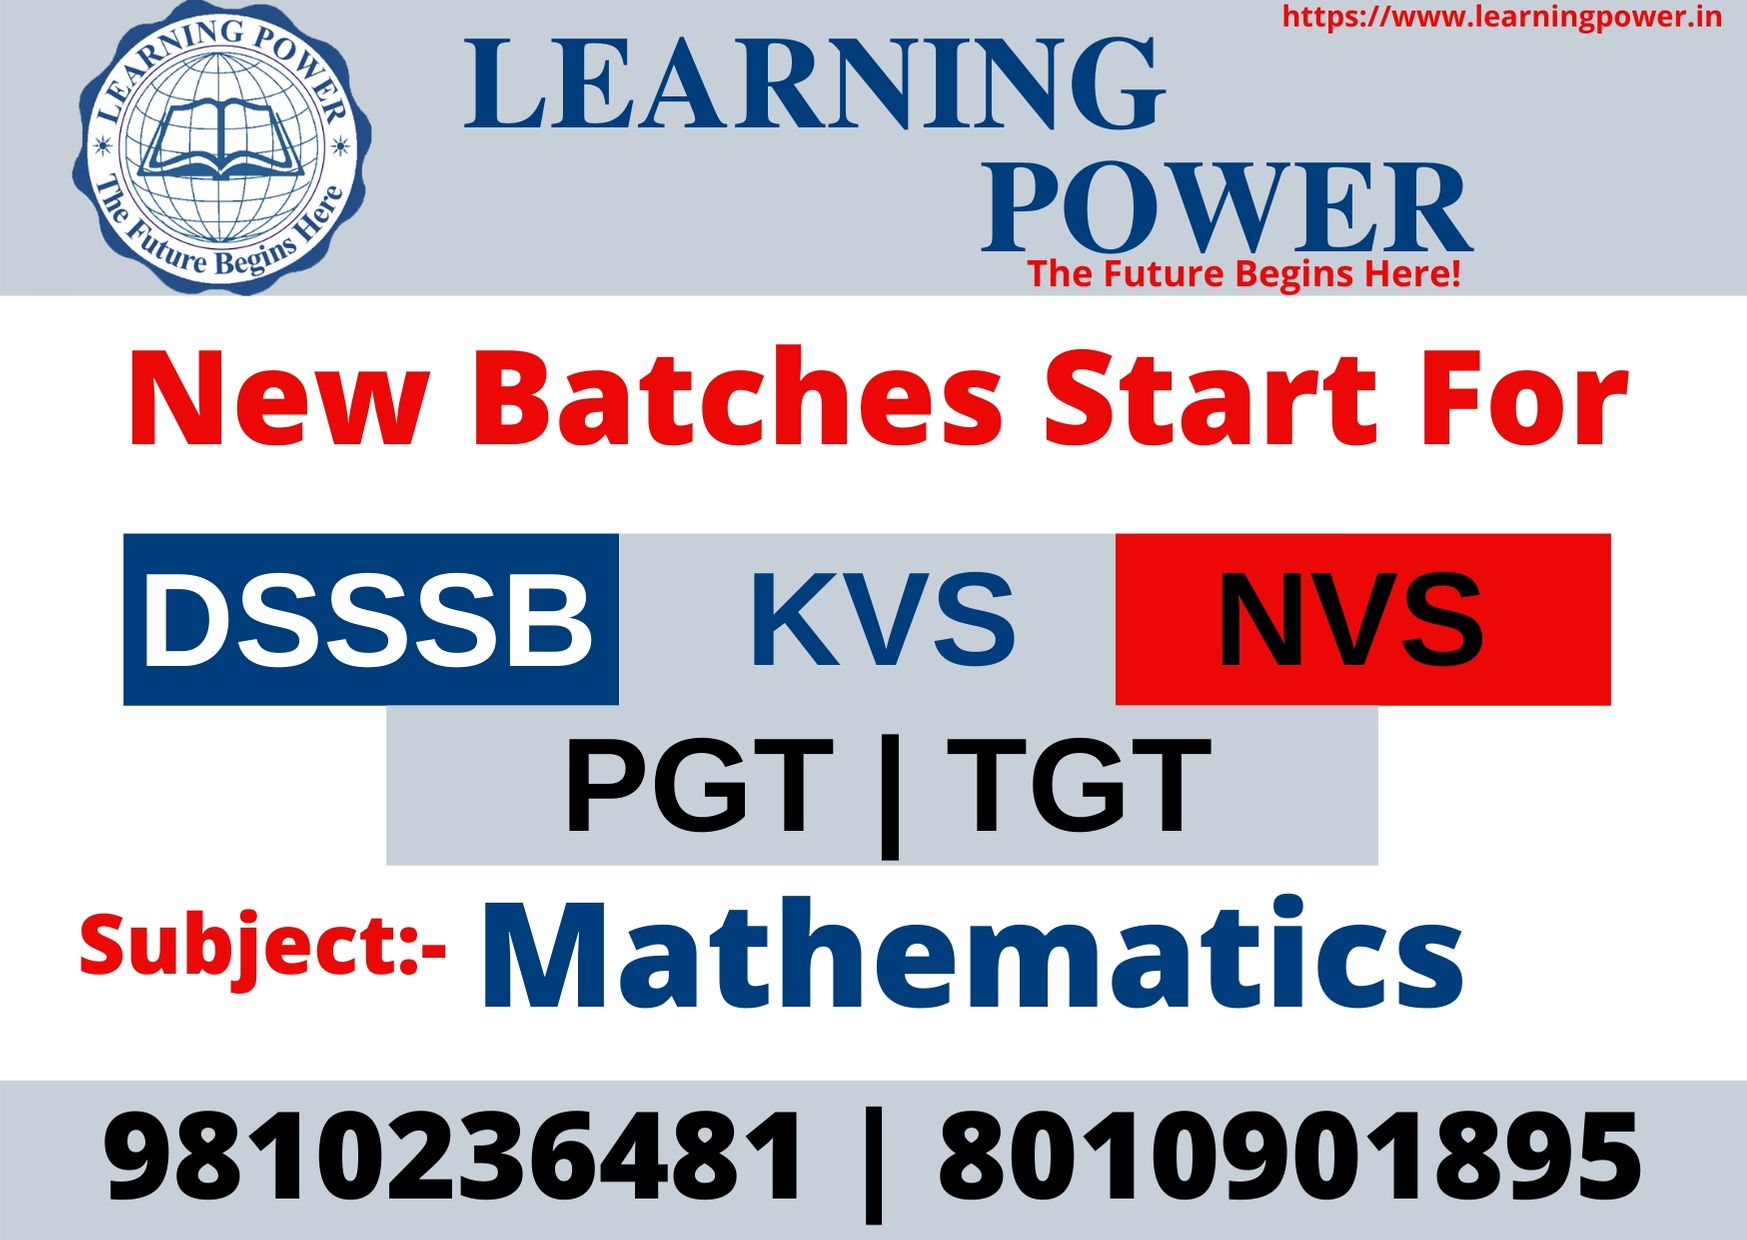 https://www.learningpower.in
LEARNING POWER
The Future Begins Here
LEARNING
POWER
The Future Begins Here!
New Batches Start For
DSSSB KVS NVS
PGT | TGT
Subject:- Mathematics
9810236481 | 8010901895